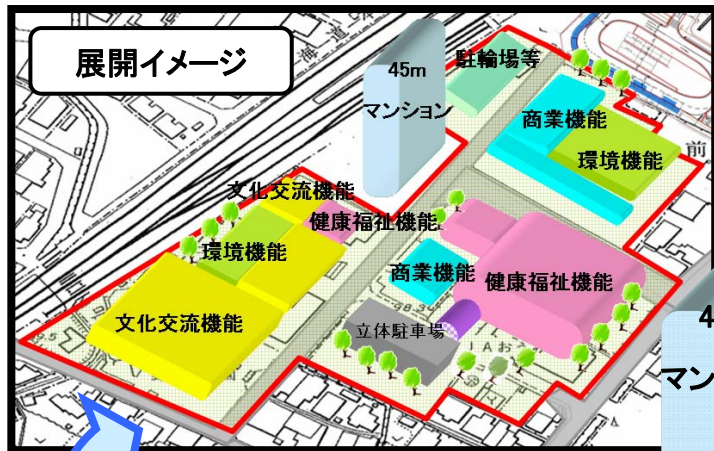 展開イメージ
45m
マンション
駐輪場等
商業機能
環境機能
前
文化交流機能
健康福祉機能
環境機能
商業機能
健康福祉機能
文化交流機能
立体駐車場
JAお
4
マン